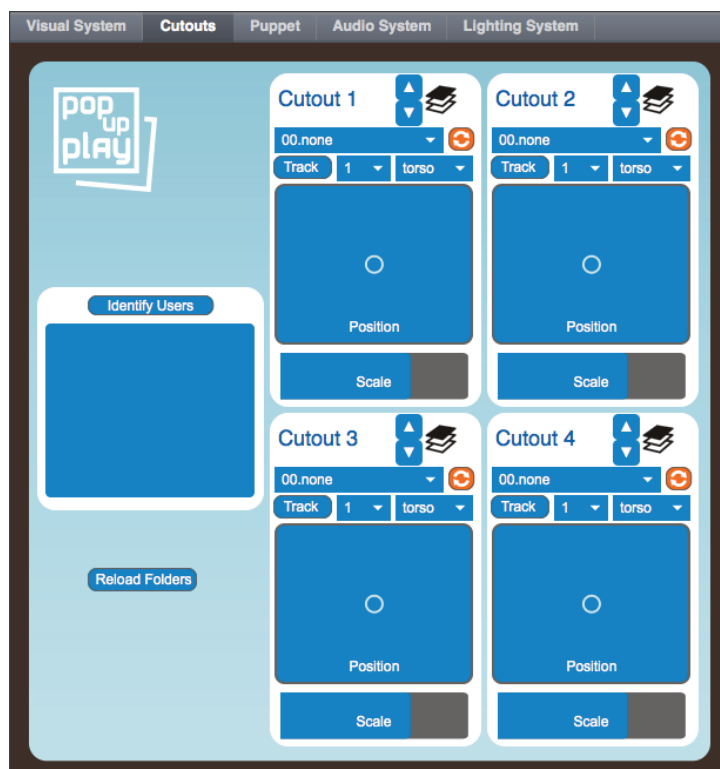 Visual System Cutouts Puppet Audio System Lighting System
pop
up
play
Identify Users
Reload Folders
Cutout 1
00.none
Track 1 torso
Position
Scale
Cutout 2
00.none
Track 1 torso
Position
Scale
Cutout 3
00.none
Track 1 torso
Position
Scale
Cutout 4
00.none
Track 1 torso
Position
Scale